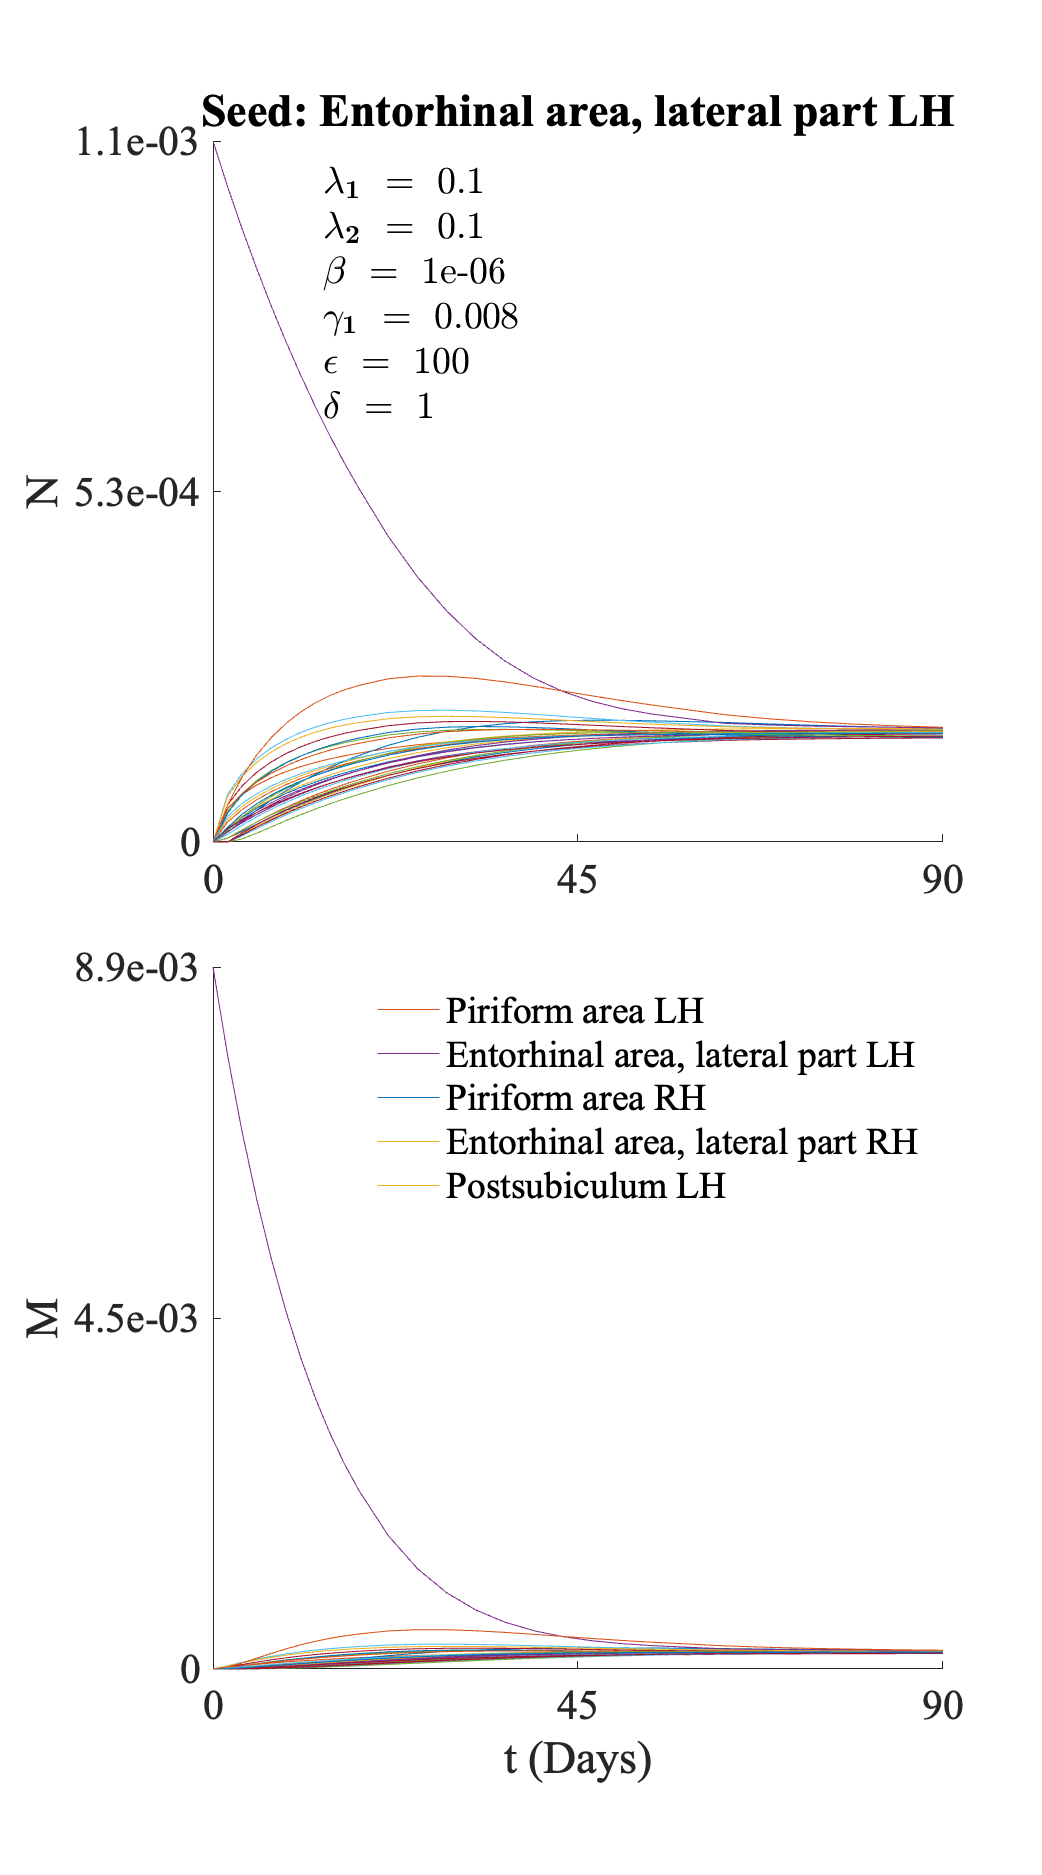 Seed: Entorhinal area, lateral part LH
1.1e-03
λ1 = 0.1
λ2 = 0.1
β = 1e-06
γ1 = 0.008
ϵ = 100
δ = 1
N
5.3e-04
0
0 45 90
8.9e-03
Piriform area LH
Entorhinal area, lateral part LH
Piriform area RH
Entorhinal area, lateral part RH
Postsubiculum LH
M
4.5e-03
0
0 45 90
t (Days)